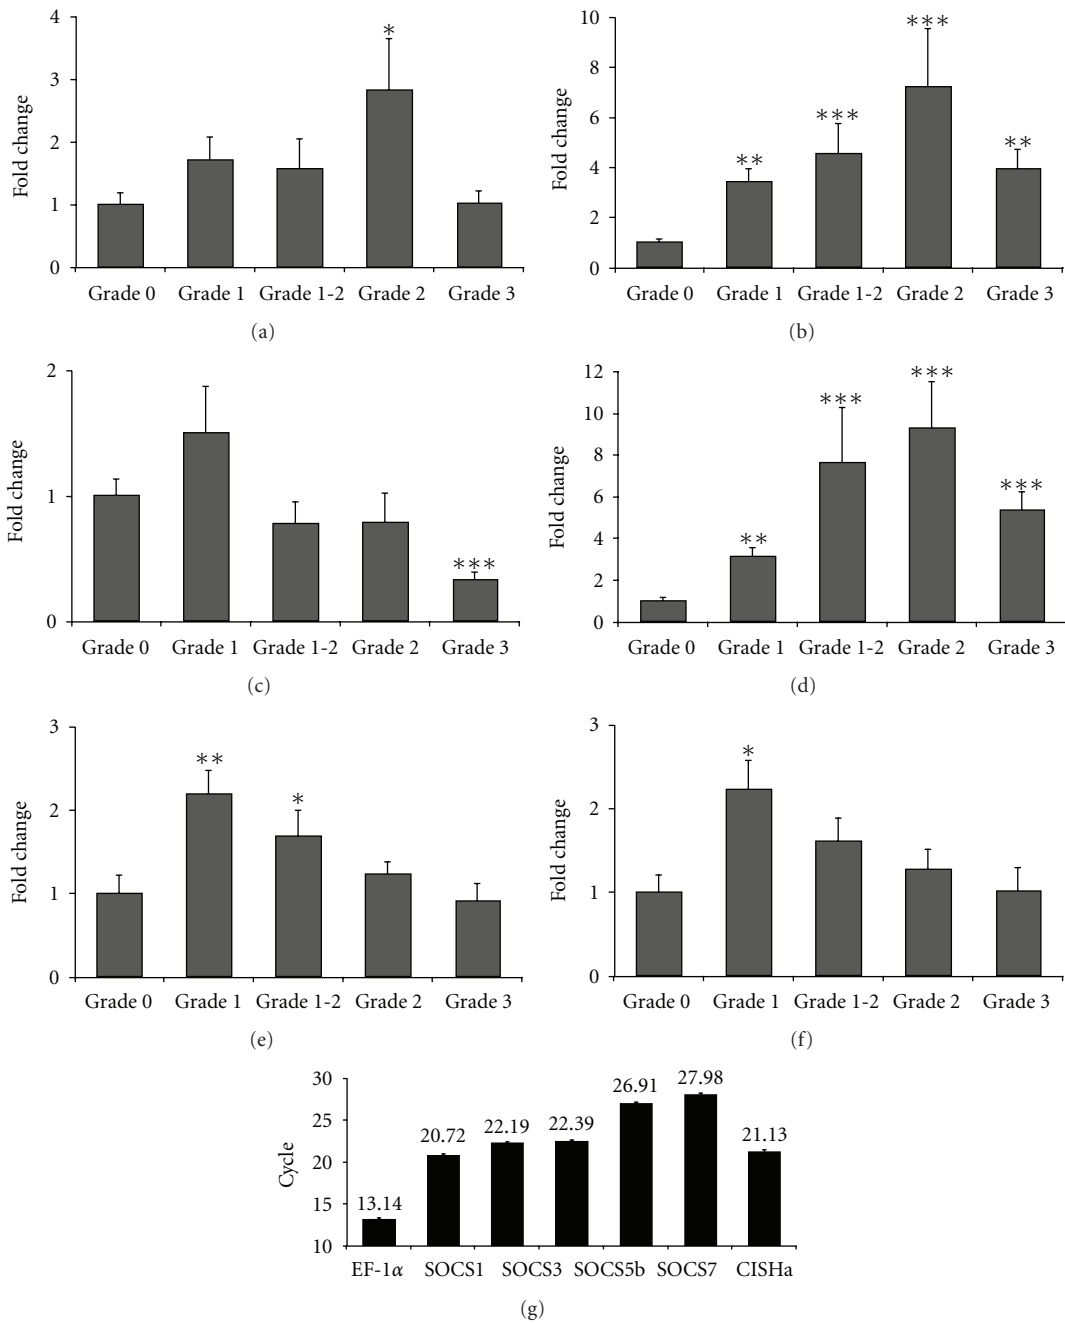 4
3
2
1
0
Fold change
*
Grade 0 Grade 1 Grade 1-2 Grade 2 Grade 3
(a)
10
8
6
4
2
0
Fold change
** *** *** **
Grade 0 Grade 1 Grade 1-2 Grade 2 Grade 3
(b)
2
1
0
Fold change
***
Grade 0 Grade 1 Grade 1-2 Grade 2 Grade 3
(c)
12
10
8
6
4
2
0
Fold change
** *** *** ***
Grade 0 Grade 1 Grade 1-2 Grade 2 Grade 3
(d)
3
2
1
0
Fold change
** *
Grade 0 Grade 1 Grade 1-2 Grade 2 Grade 3
(e)
3
2
1
0
Fold change
*
Grade 0 Grade 1 Grade 1-2 Grade 2 Grade 3
(f)
30
25
20
15
10
Cycle
13.14 20.72 22.19 22.39 26.91 27.98 21.13
EF-1α SOCS1 SOCS3 SOCS5b SOCS7 CISHa
(g)